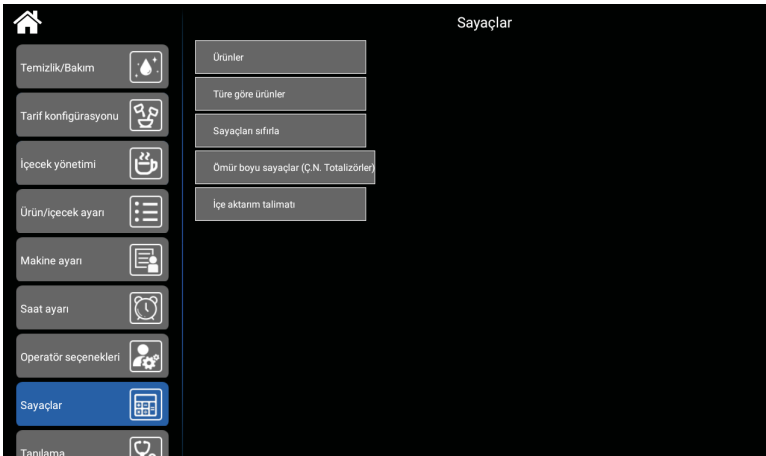 Sayaçlar
Temizlik/Bakım
Tarif konfigürasyonu
İçecek yönetimi
Ürün/içecek ayarı
Makine ayarı
Saat ayarı
Operatör seçenekleri
Sayaçlar
Tanılama
Ürünler
Türe göre ürünler
Sayaçları sıfırla
Ömür boyu sayaçlar (Ç.N. Totalizörler)
İçe aktarım talimatı